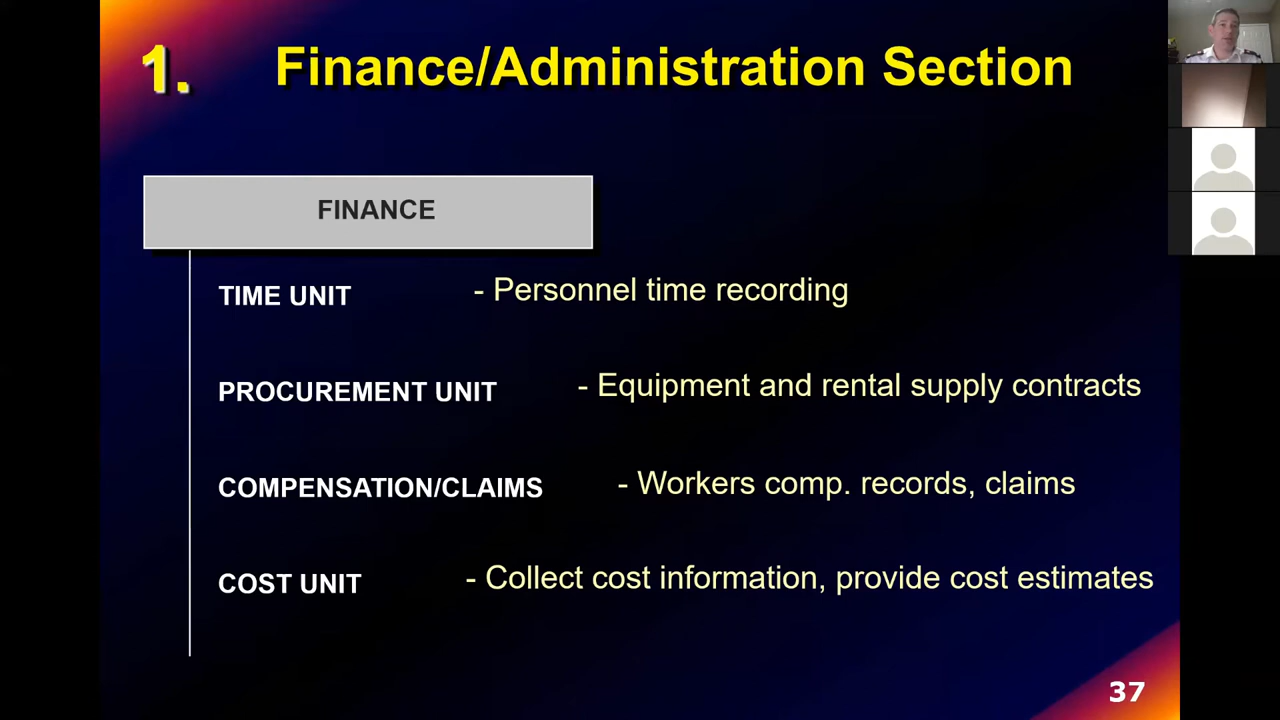 1. Finance/Administration Section
FINANCE
TIME UNIT - Personnel time recording
PROCUREMENT UNIT - Equipment and rental supply contracts
COMPENSATION/CLAIMS - Workers comp. records, claims
COST UNIT - Collect cost information, provide cost estimates
37